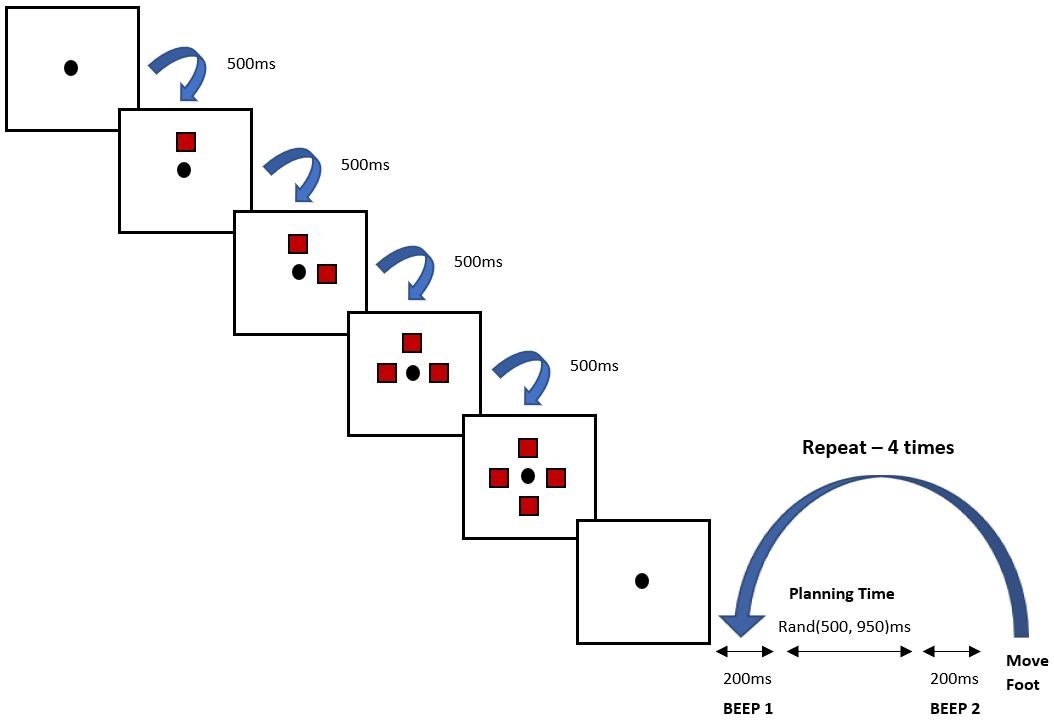 500ms
500ms
500ms
500ms
Repeat – 4 times
Planning Time
Rand(500, 950)ms
200ms
BEEP 1
200ms
BEEP 2
Move
Foot